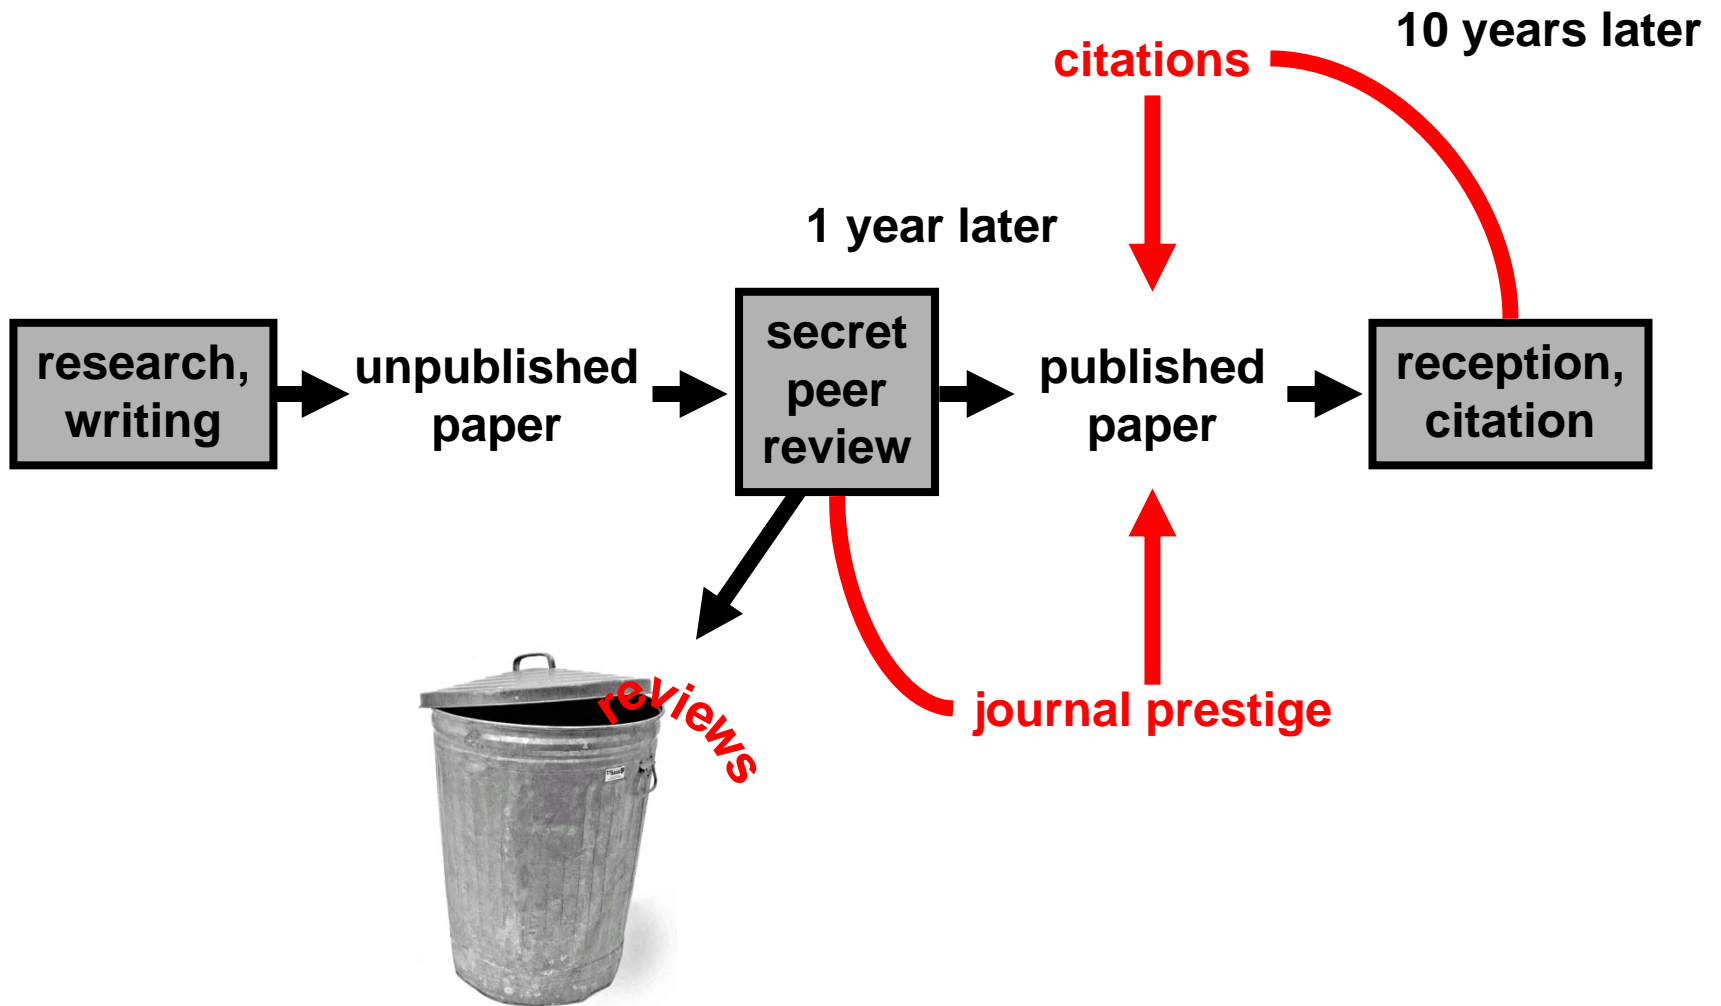 10 years later
citations
1 year later
research,
writing
unpublished
paper
secret
peer
review
published
paper
reception,
citation
reviews
journal prestige